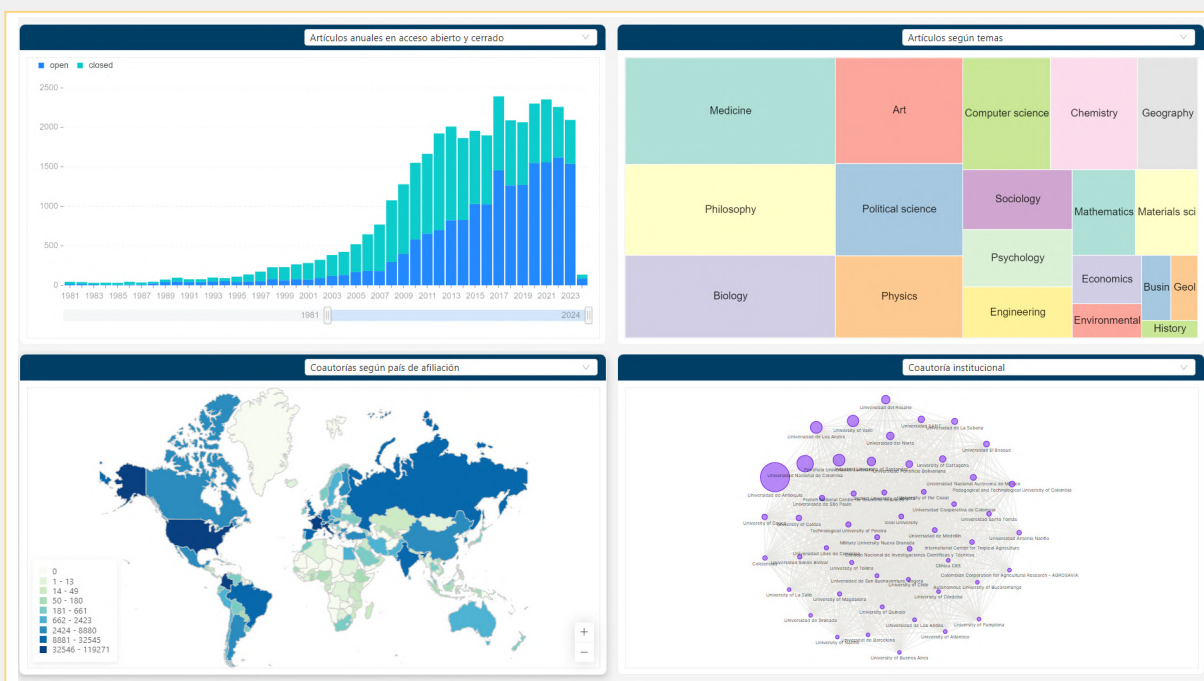 Artículos anuales en acceso abierto y cerrado
open closed
2500
2000
1500
1000
500
0
1981 1983 1985 1987 1989 1991 1993 1995 1997 1999 2001 2003 2005 2007 2009 2011 2013 2015 2017 2019 2021 2023
1981 2024
Artículos según temas
Medicine
Art
Computer science
Chemistry
Geography
Philosophy
Political science
Sociology
Mathematics
Materials sci
Psychology
Biology
Physics
Engineering
Economics
Busin
Geol
Environmental
History
Coautorías según país de afiliación
0
1 - 13
14 - 49
50 - 180
181 - 661
662 - 2423
2424 - 8880
8881 - 32545
32546 - 119271
+
−
Coautoría institucional
Universidad del Rosario
University of Valle
Universidad de La Sabana
Universidad de Los Andes
Universidad del Norte
Universidad El Bosque
University of Cartagena
Universidad Nacional de Colombia
Universidad Nacional Autónoma de México
Pedagogical and Technological University of Colombia
Universidad de Antioquia
Universidade de São Paulo
Universidad Cooperativa de Colombia
University of Caldas
Icesi University
Universidad Santo Tomás
Technological University of Pereira
Universidad de Medellín
Universidad Antonio Nariño
Military University Nueva Granada
International Center for Tropical Agriculture
Consejo Nacional de Investigaciones Científicas y Técnicas
Colciencias
Universidad Simón Bolívar
Clínica CES
University of Tolima
Colombian Corporation for Agricultural Research - AGROSAVIA
University of Chile
Autonomous University of Bucaramanga
University of La Salle
University of Córdoba
University of Magdalena
University of Quindío
Universidad de Granada
Universidad de Los Andes
University of Pamplona
University of Atlántico
Universitat de Barcelona
University of Buenos Aires